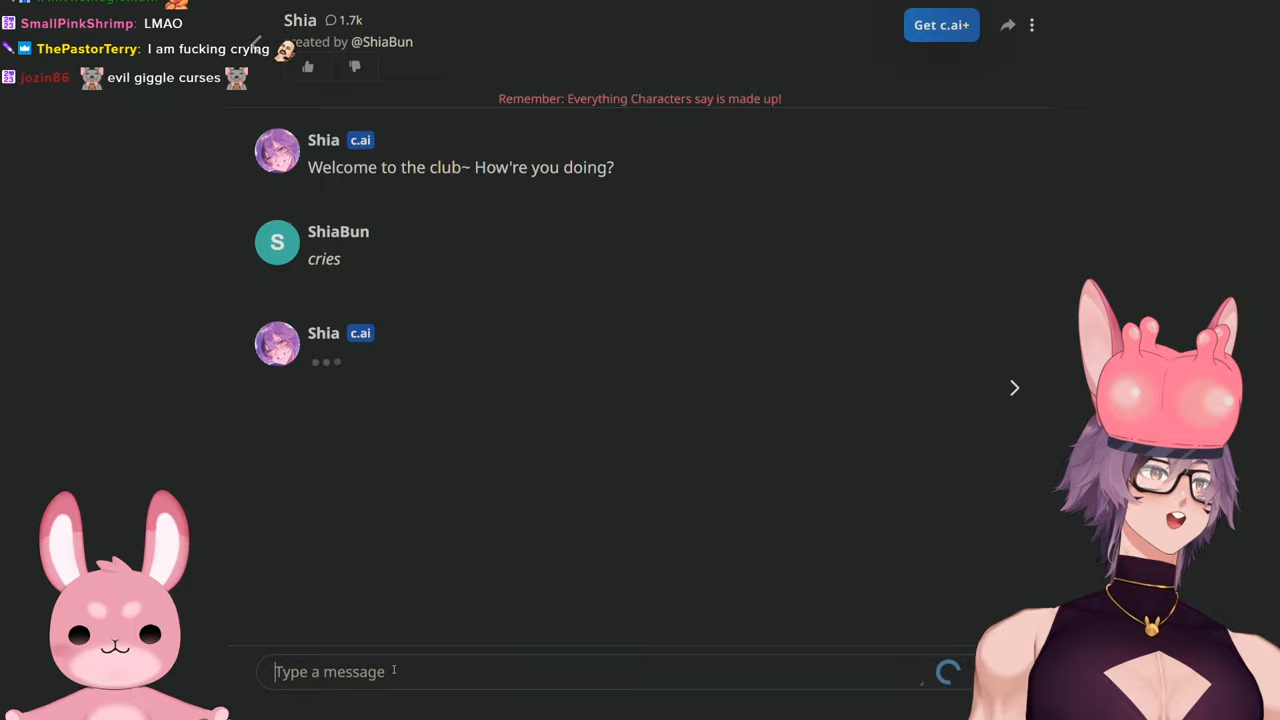 SmallPinkShrimp: LMAO
ThePastorTerry: I am fucking crying
jozin86 evil giggle curses
Shia 1.7k
created by @ShiaBun
Get c.ai+
Remember: Everything Characters say is made up!
Shia c.ai
Welcome to the club~ How're you doing?
S
ShiaBun
cries
Shia c.ai
Type a message